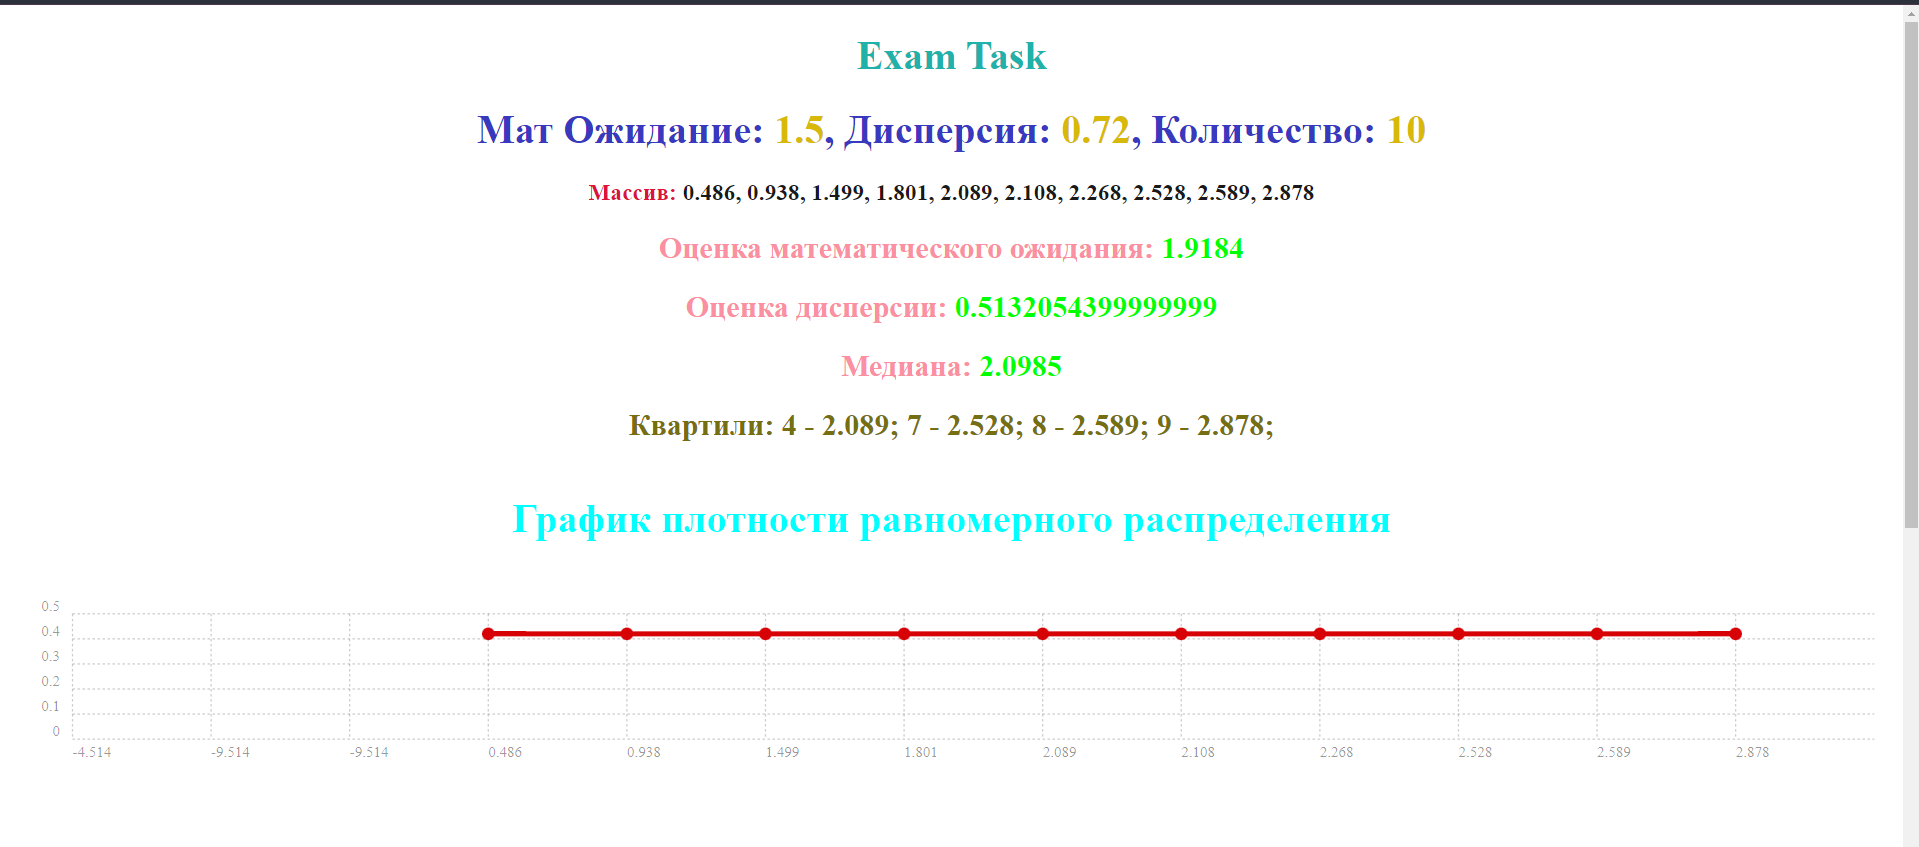 Exam Task
Мат Ожидание: 1.5, Дисперсия: 0.72, Количество: 10
Массив: 0.486, 0.938, 1.499, 1.801, 2.089, 2.108, 2.268, 2.528, 2.589, 2.878
Оценка математического ожидания: 1.9184
Оценка дисперсии: 0.5132054399999999
Медиана: 2.0985
Квартили: 4 - 2.089; 7 - 2.528; 8 - 2.589; 9 - 2.878;
График плотности равномерного распределения
0.5
0.4
0.3
0.2
0.1
0
-4.514 -9.514 -9.514 0.486 0.938 1.499 1.801 2.089 2.108 2.268 2.528 2.589 2.878